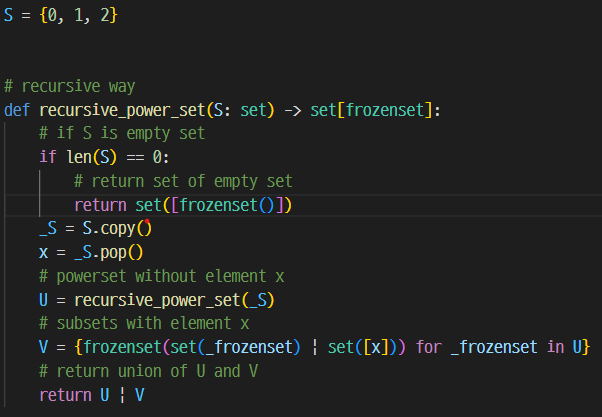 S = {0, 1, 2}
# recursive way
def recursive_power_set(S: set) -> set[frozenset]:
    # if S is empty set
    if len(S) == 0:
        # return set of empty set
        return set([frozenset()])
    _S = S.copy()
    x = _S.pop()
    # powerset without element x
    U = recursive_power_set(_S)
    # subsets with element x
    V = {frozenset(set(_frozenset) | set([x])) for _frozenset in U}
    # return union of U and V
    return U | V